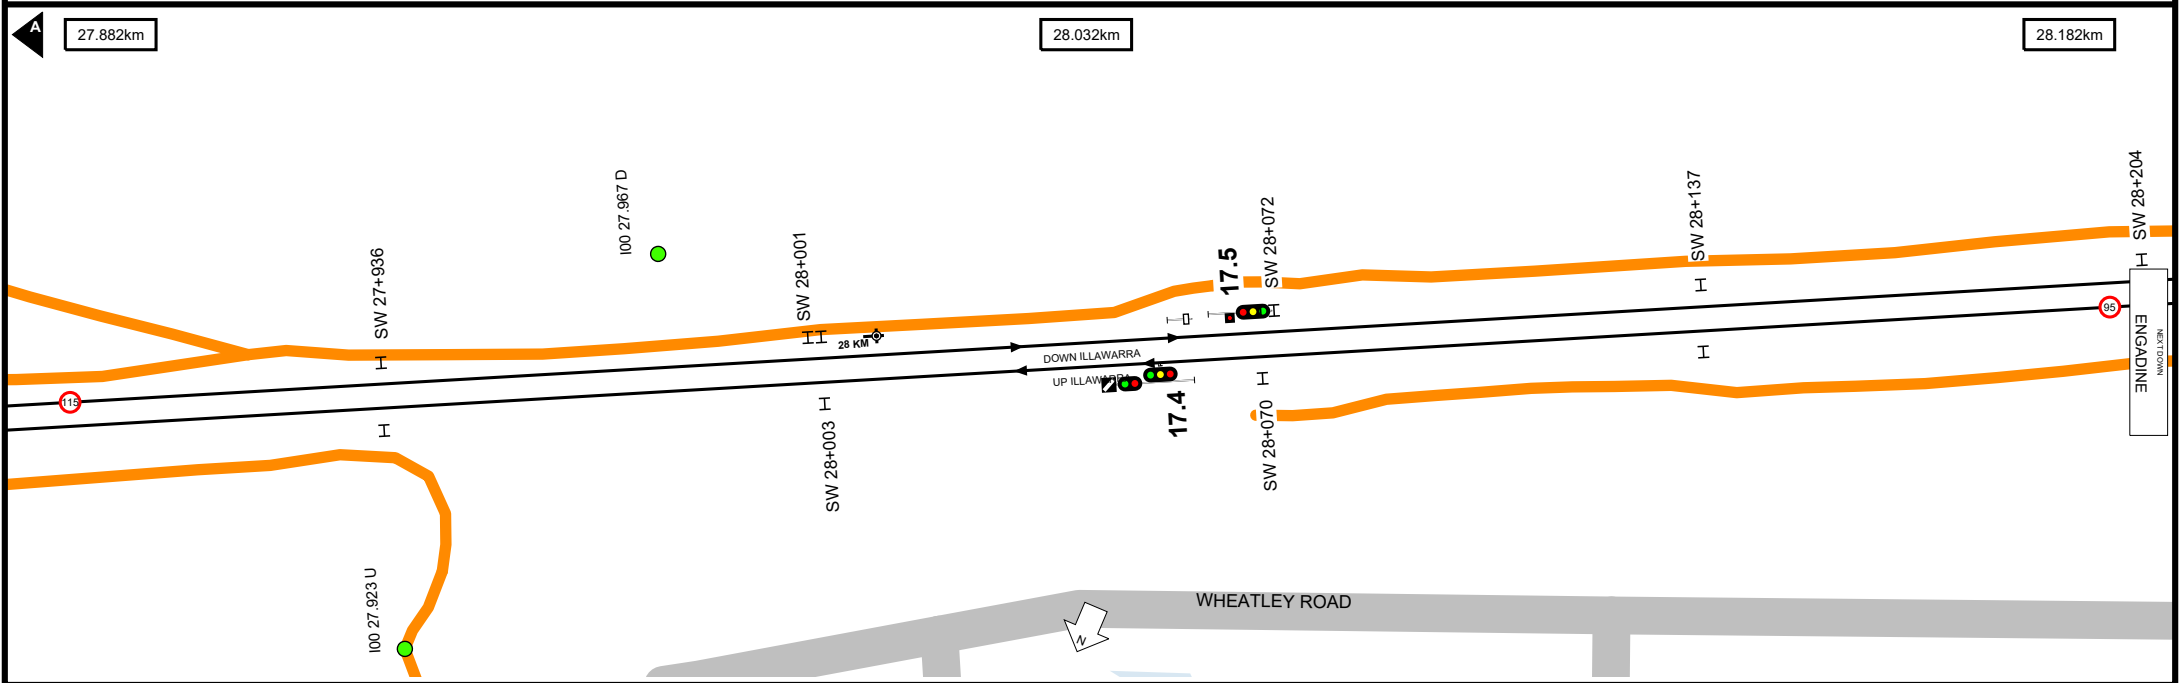 A
27.882km
28.032km
28.182km
SW 27+936
I00 27.967 D
SW 28+001
28 KM
17.5
SW 28+072
SW 28+137
SW 28+204
115
DOWN ILLAWARRA
UP ILLAWARRA
17.4
SW 28+003
SW 28+070
95
ENGADINE
NEXT DOWN
I00 27.923 U
WHEATLEY ROAD
N